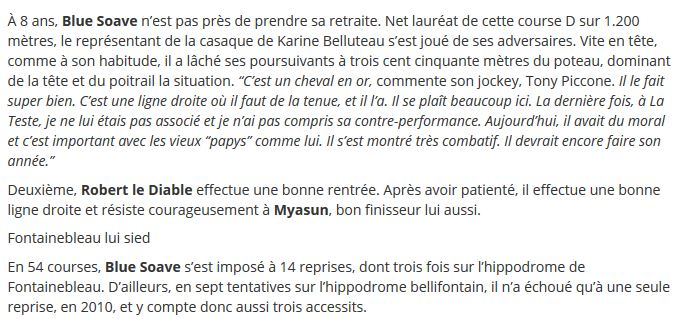 À 8 ans, Blue Soave n’est pas près de prendre sa retraite. Net lauréat de cette course D sur 1.200
mètres, le représentant de la casaque de Karine Belluteau s’est joué de ses adversaires. Vite en tête,
comme à son habitude, il a lâché ses poursuivants à trois cent cinquante mètres du poteau, dominant
de la tête et du poitrail la situation. “C’est un cheval en or, commente son jockey, Tony Piccone. Il le fait
super bien. C’est une ligne droite où il faut de la tenue, et il l’a. Il se plaît beaucoup ici. La dernière fois, à La
Teste, je ne lui étais pas associé et je n’ai pas compris sa contre-performance. Aujourd’hui, il avait du moral
et c’est important avec les vieux “papys” comme lui. Il s’est montré très combatif. Il devrait encore faire son
année.”
Deuxième, Robert le Diable effectue une bonne rentrée. Après avoir patienté, il effectue une bonne
ligne droite et résiste courageusement à Myasun, bon finisseur lui aussi.
Fontainebleau lui sied
En 54 courses, Blue Soave s’est imposé à 14 reprises, dont trois fois sur l’hippodrome de
Fontainebleau. D’ailleurs, en sept tentatives sur l’hippodrome bellifontain, il n’a échoué qu’à une seule
reprise, en 2010, et y compte donc aussi trois accessits.